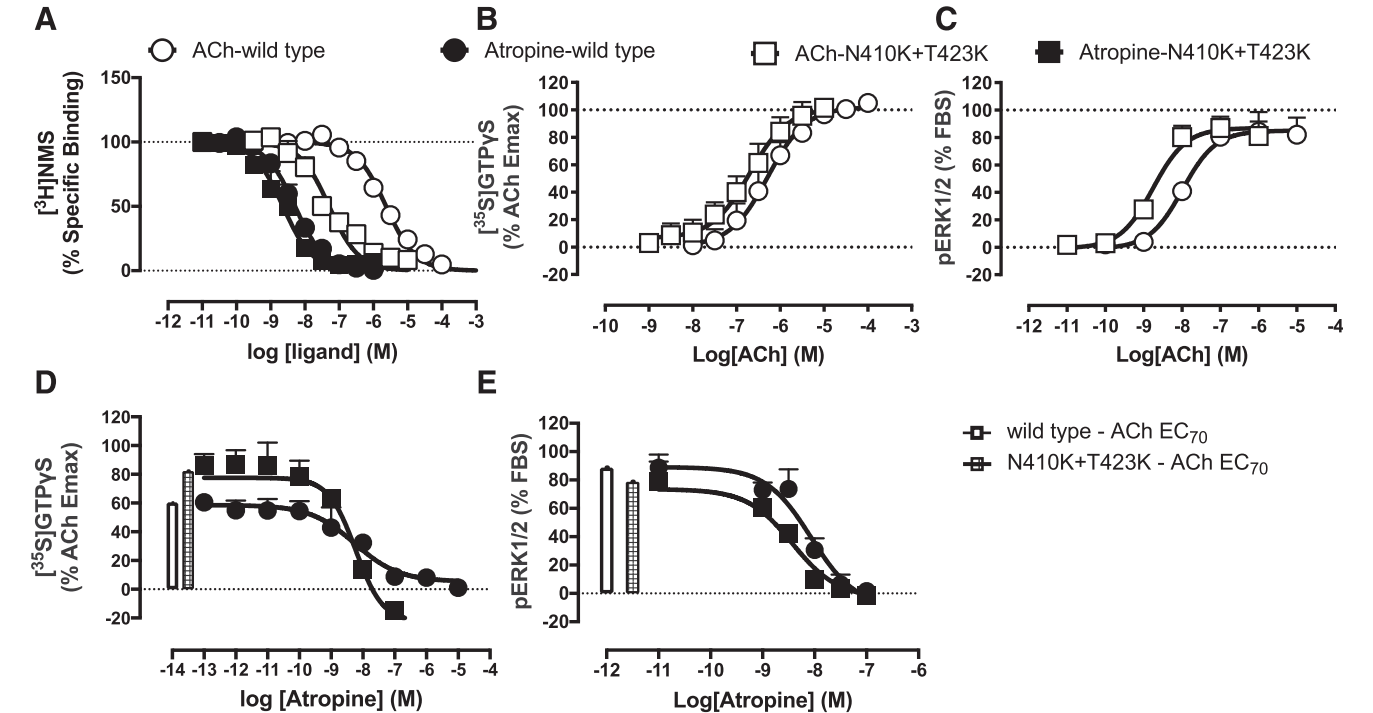 A
B
C
ACh-wild type
Atropine-wild type
ACh-N410K+T423K
Atropine-N410K+T423K
[³H]NMS
(% Specific Binding)
150
100
50
0
-12 -11 -10 -9 -8 -7 -6 -5 -4 -3
log [ligand] (M)
[³⁵S]GTPγS
(% ACh Emax)
120
100
80
60
40
20
0
-20
-10 -9 -8 -7 -6 -5 -4 -3
Log[ACh] (M)
pERK1/2 (% FBS)
120
100
80
60
40
20
0
-20
-12 -11 -10 -9 -8 -7 -6 -5 -4
Log[ACh] (M)
D
E
[³⁵S]GTPγS
(% ACh Emax)
120
100
80
60
40
20
0
-20
-14 -13 -12 -11 -10 -9 -8 -7 -6 -5 -4
log [Atropine] (M)
pERK1/2 (% FBS)
120
100
80
60
40
20
0
-20
-12 -11 -10 -9 -8 -7 -6
Log[Atropine] (M)
wild type - ACh EC₇₀
N410K+T423K - ACh EC₇₀